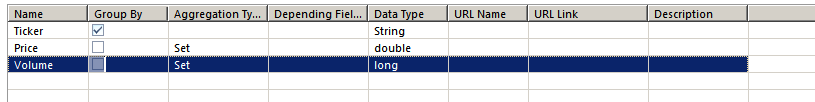 Name Group By Aggregation Ty... Depending Fiel... Data Type URL Name URL Link Description
Ticker String
Price Set double
Volume Set long